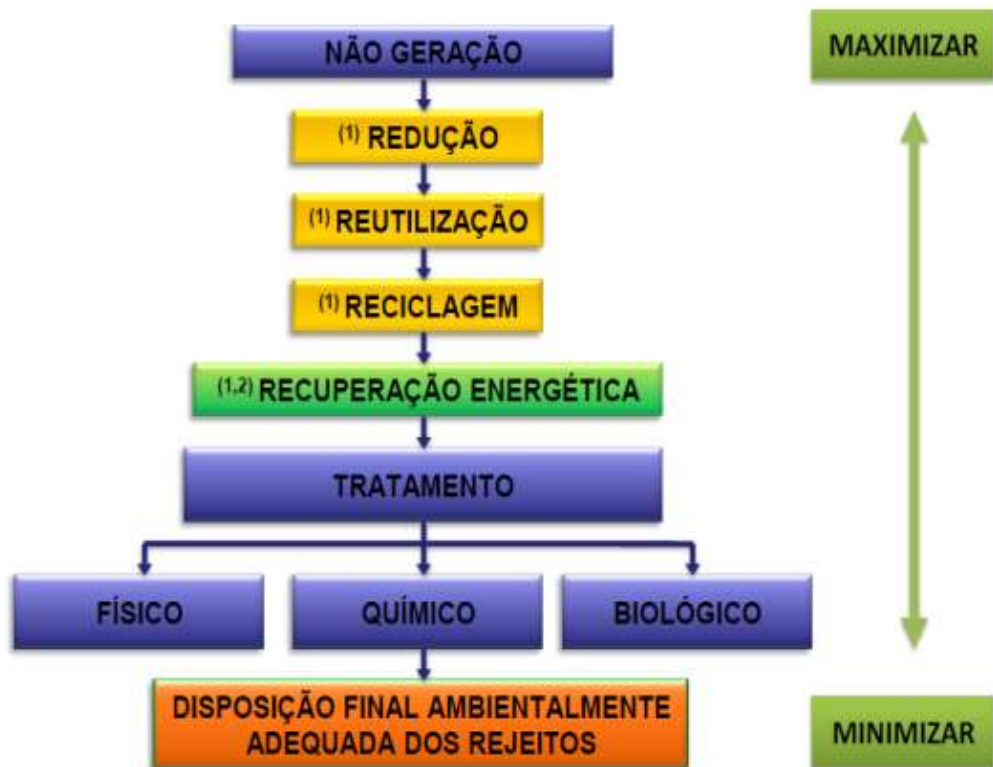 NÃO GERAÇÃO
MAXIMIZAR
(1) REDUÇÃO
(1) REUTILIZAÇÃO
(1) RECICLAGEM
(1,2) RECUPERAÇÃO ENERGÉTICA
TRATAMENTO
FÍSICO
QUÍMICO
BIOLÓGICO
DISPOSIÇÃO FINAL AMBIENTALMENTE
ADEQUADA DOS REJEITOS
MINIMIZAR